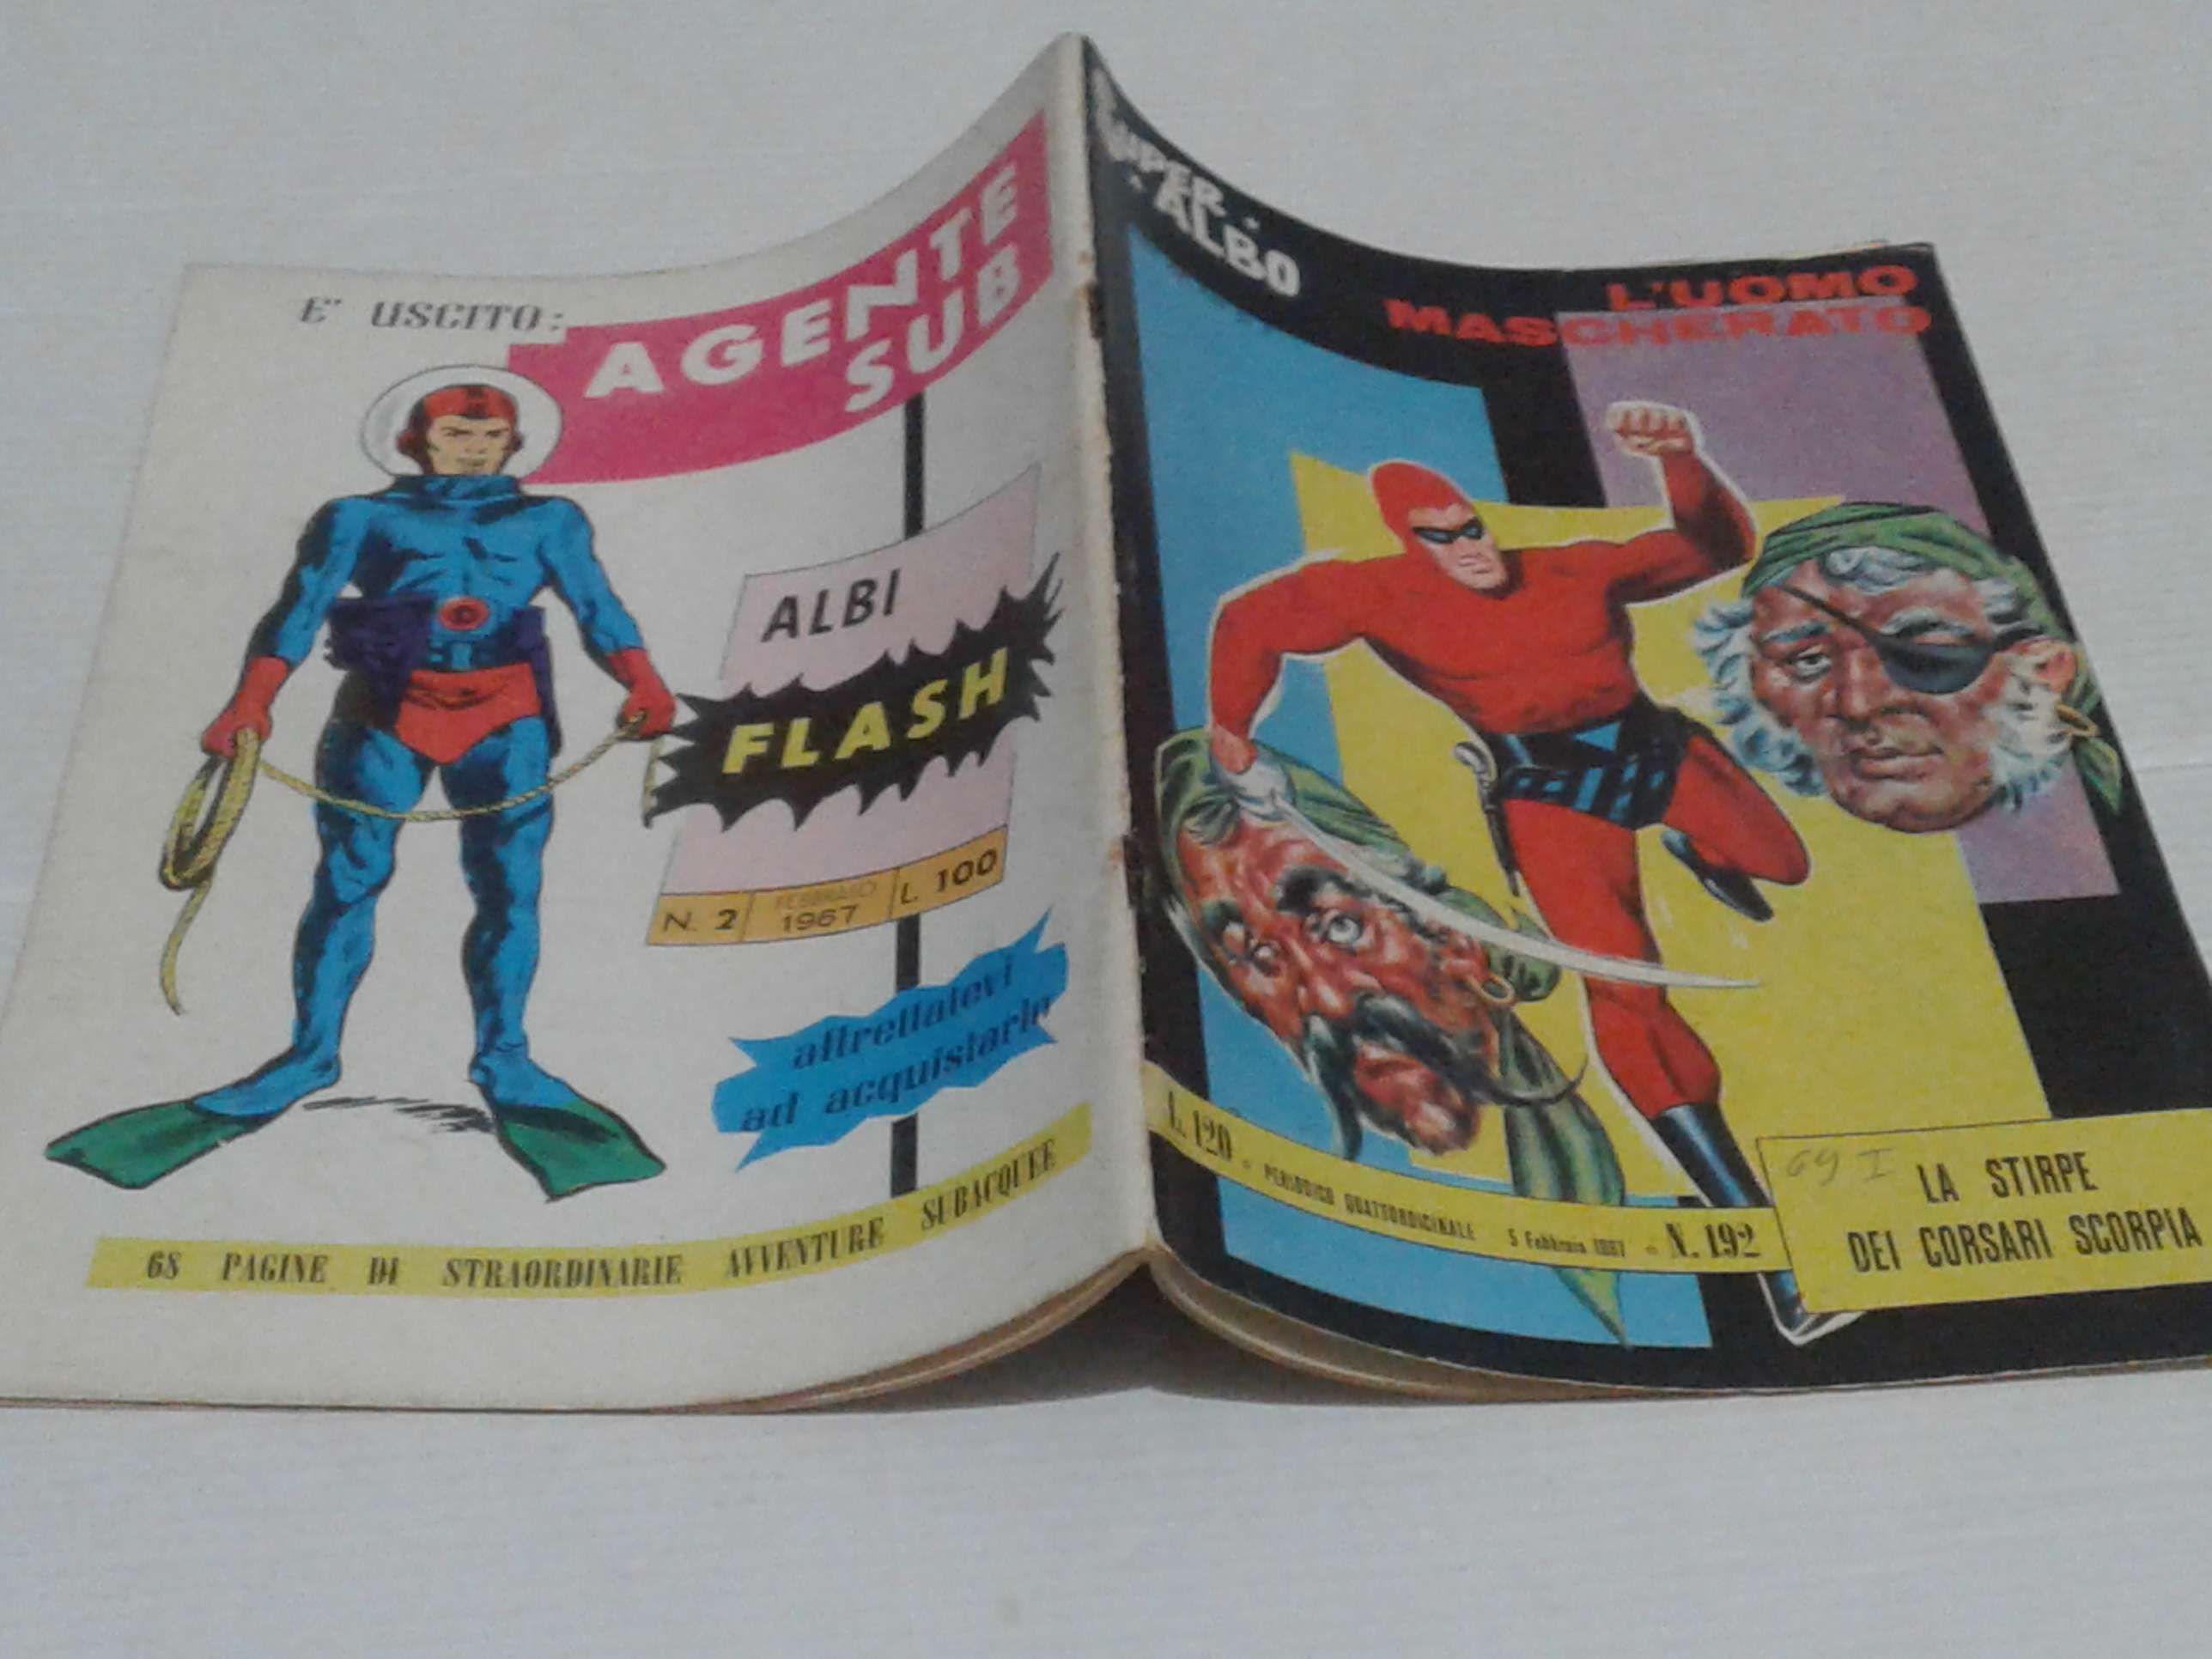 E' USCITO:
AGENTE
SUB
ALBI
FLASH
N. 2 FEBBRAIO 1967 L. 100
affrettatevi
ad acquistarlo
68 PAGINE DI STRAORDINARIE AVVENTURE SUBACQUEE
SUPER
ALBO
L'UOMO
MASCHERATO
L. 120 - PERIODICO QUATTORDICINALE 5 Febbraio 1967 - N. 192
69 I
LA STIRPE
DEI CORSARI SCORPIA